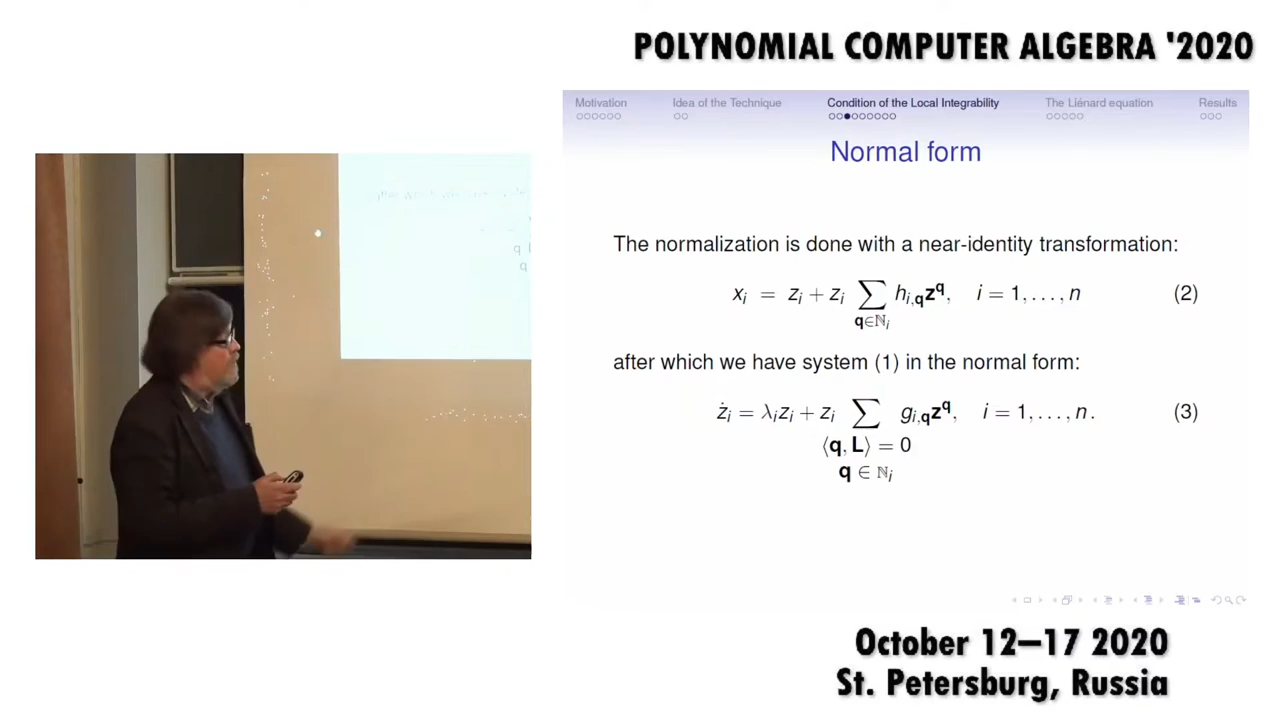 POLYNOMIAL COMPUTER ALGEBRA '2020
Motivation Idea of the Technique Condition of the Local Integrability The Liénard equation Results
Normal form
The normalization is done with a near-identity transformation:
xᵢ = zᵢ + zᵢ ∑ hᵢ,𝐪𝐳^𝐪, i = 1, . . . , n (2)
𝐪∈ℕᵢ
after which we have system (1) in the normal form:
żᵢ = λᵢzᵢ + zᵢ ∑ gᵢ,𝐪𝐳^𝐪, i = 1, . . . , n . (3)
⟨𝐪, 𝐋⟩ = 0
𝐪 ∈ ℕᵢ
October 12–17 2020
St. Petersburg, Russia